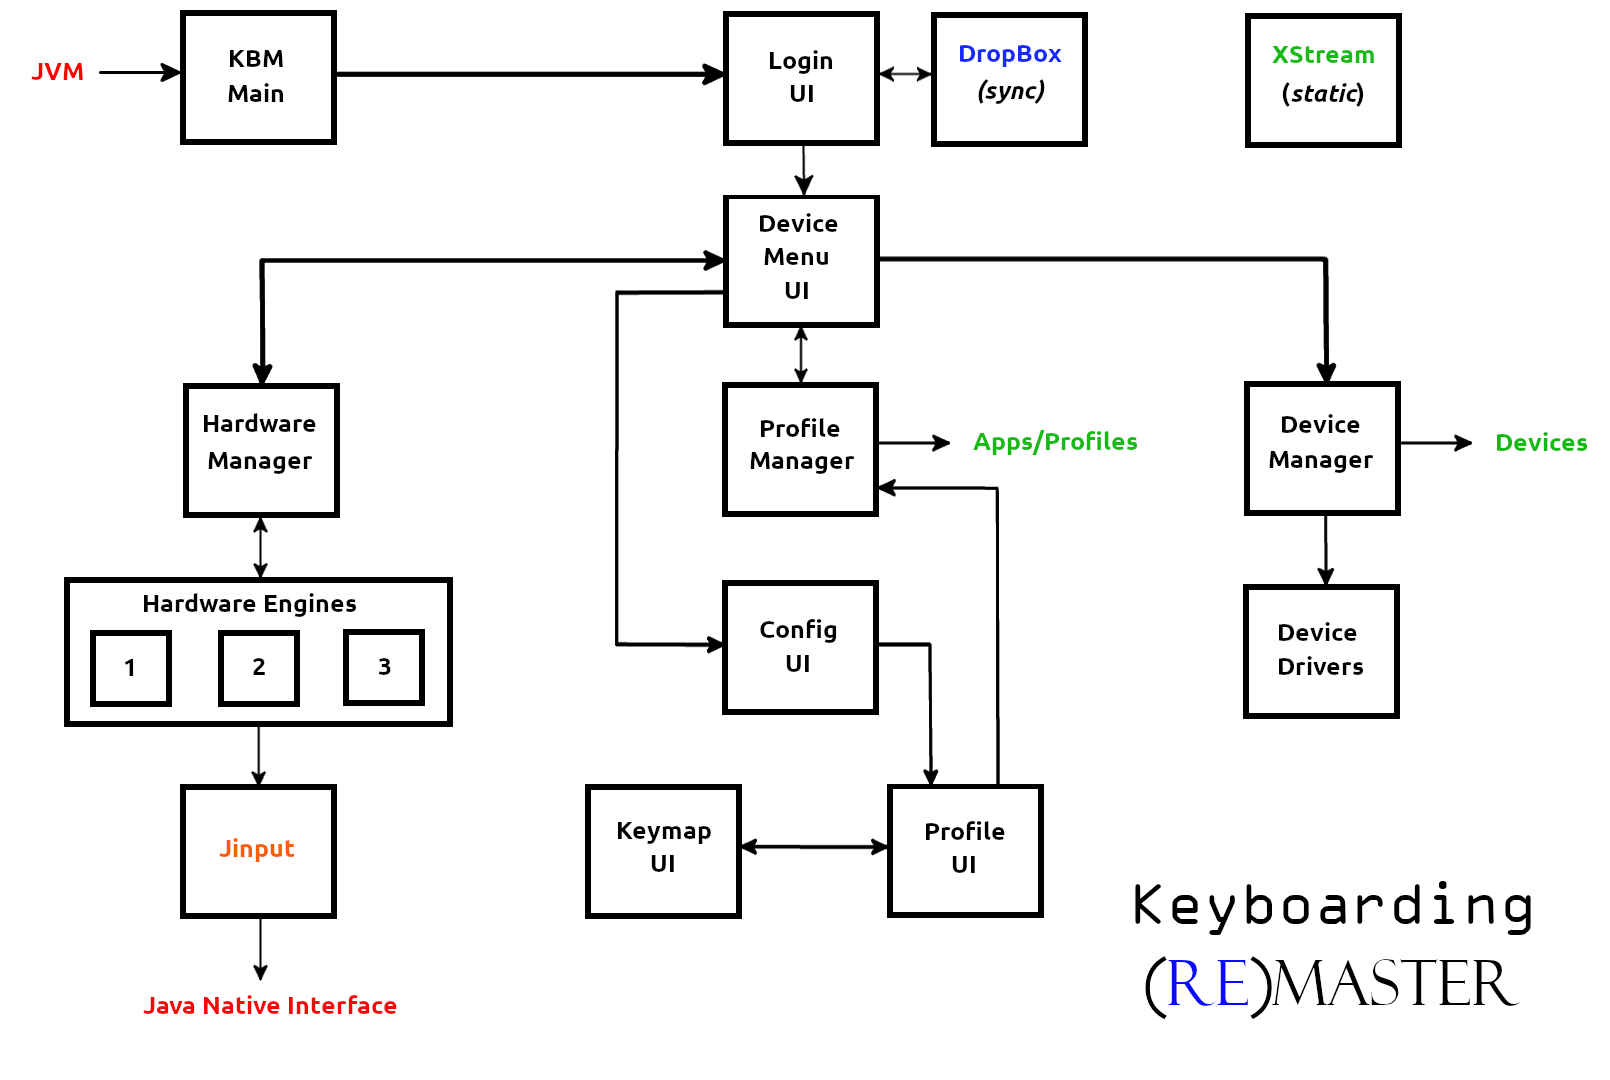 JVM
KBM
Main
Login
UI
DropBox
(sync)
XStream
(static)
Device
Menu
UI
Hardware
Manager
Profile
Manager
Apps/Profiles
Device
Manager
Devices
Hardware Engines
1
2
3
Config
UI
Device
Drivers
Jinput
Keymap
UI
Profile
UI
Java Native Interface
Keyboarding
(RE)MASTER